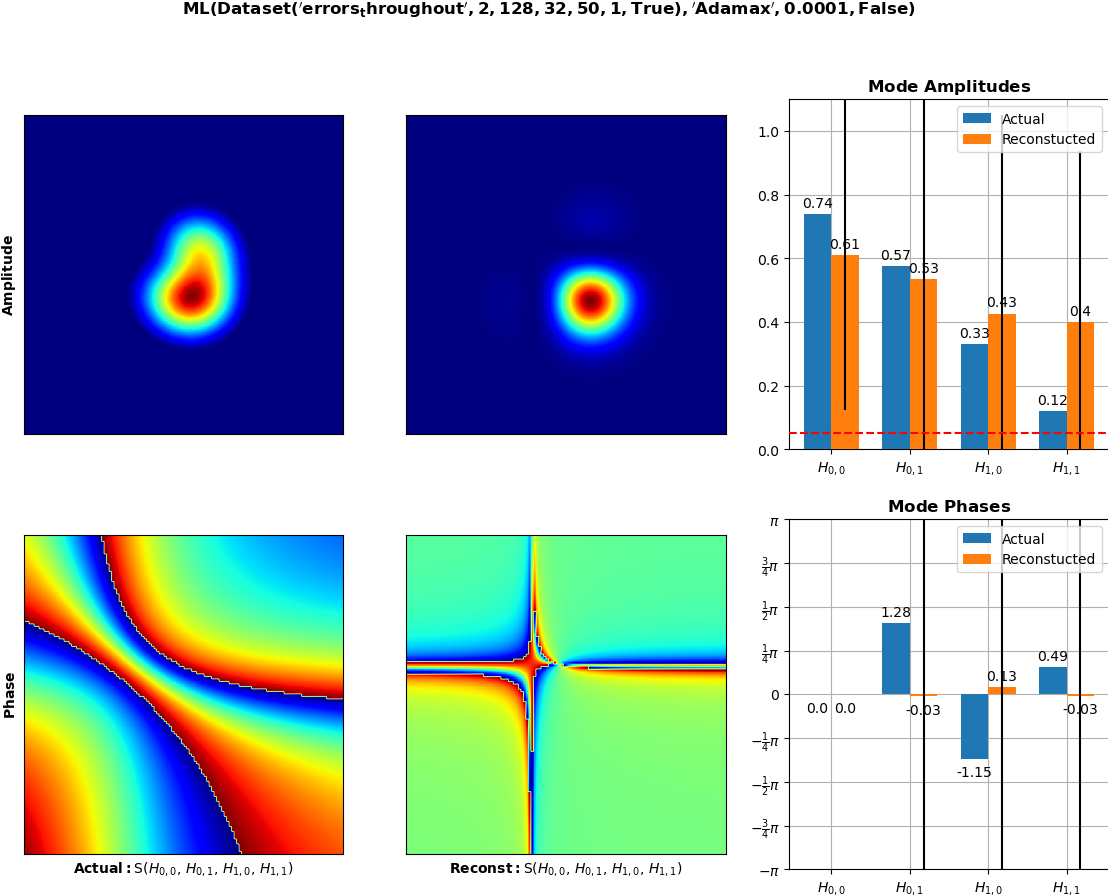 ML(Dataset('errors_throughout', 2, 128, 32, 50, 1, True), 'Adamax', 0.0001, False)
Mode Amplitudes
Amplitude
Actual
Reconstucted
1.0
0.8
0.6
0.4
0.2
0.0
0.74
0.61
0.57
0.53
0.33
0.43
0.12
0.4
H0,0
H0,1
H1,0
H1,1
Mode Phases
Phase
Actual
Reconstucted
π
3/4π
1/2π
1/4π
0
−1/4π
−1/2π
−3/4π
−π
0.0
0.0
1.28
-0.03
-1.15
0.13
0.49
-0.03
H0,0
H0,1
H1,0
H1,1
Actual: S(H0,0, H0,1, H1,0, H1,1)
Reconst: S(H0,0, H0,1, H1,0, H1,1)